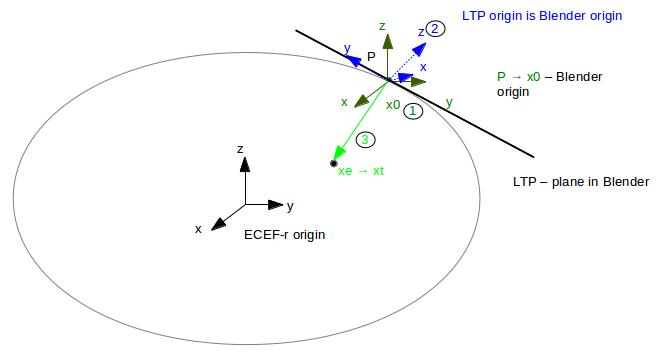 LTP origin is Blender origin
z
z
2
y
P
x
P → x0 – Blender
origin
x
x0
1
y
3
xe → xt
z
LTP – plane in Blender
y
x
ECEF-r origin